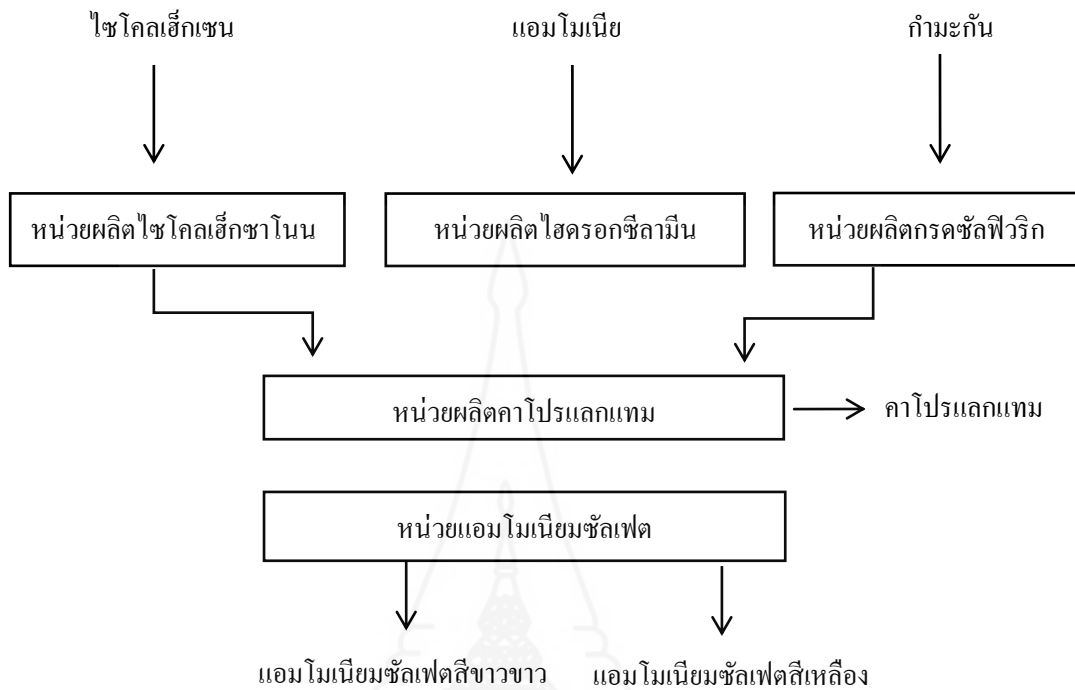 ไซโคลเฮ็กเซน
แอมโมเนีย
กำมะกัน
หน่วยผลิตไซโคลเฮ็กซาโนน
หน่วยผลิตไฮดรอกซีลามีน
หน่วยผลิตกรดซัลฟิวริก
หน่วยผลิตคาโปรแลกแทม
คาโปรแลกแทม
หน่วยแอมโมเนียมซัลเฟต
แอมโมเนียมซัลเฟตสีขาวขาว
แอมโมเนียมซัลเฟตสีเหลือง